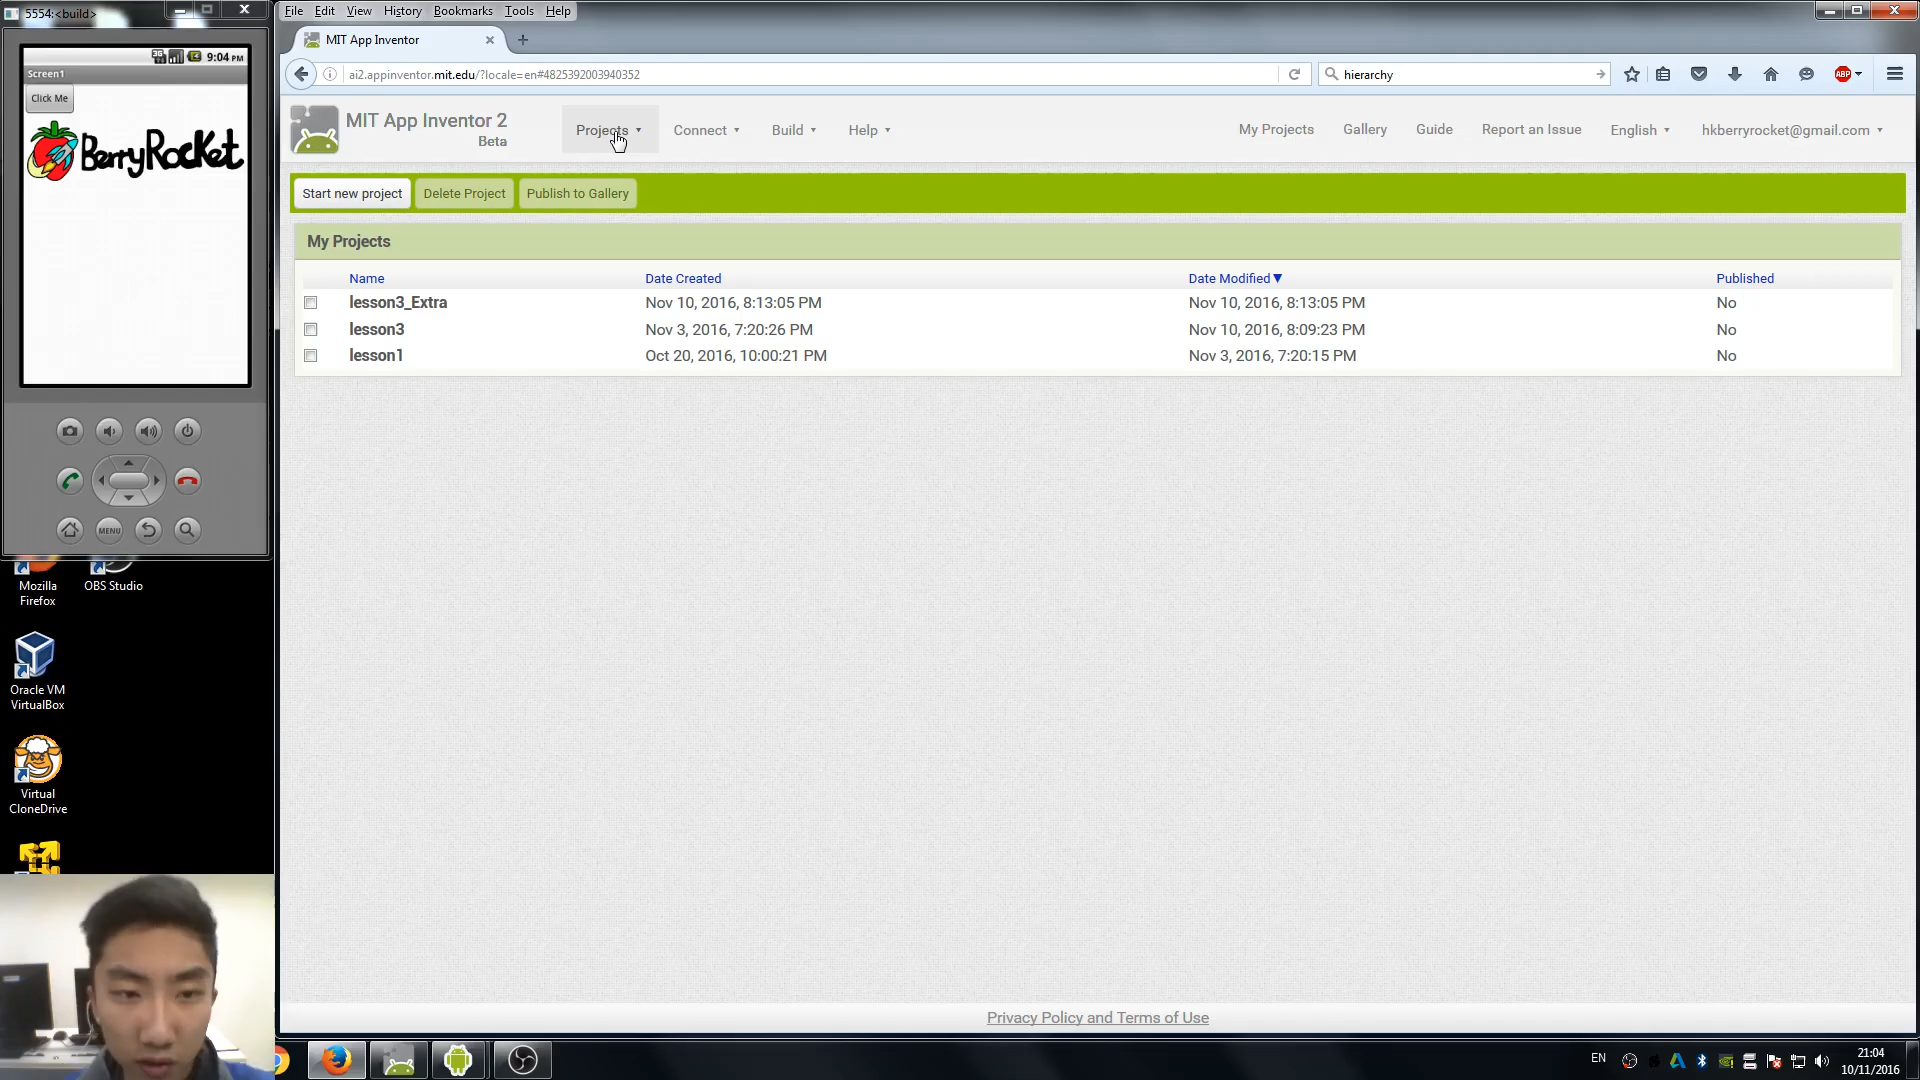 5554:<build>
9:04 PM
Screen1
Click Me
BerryRocket
MENU
Mozilla
Firefox
OBS Studio
Oracle VM
VirtualBox
Virtual
CloneDrive
File Edit View History Bookmarks Tools Help
MIT App Inventor
ai2.appinventor.mit.edu/?locale=en#4825392003940352
hierarchy
ABP
MIT App Inventor 2
Beta
Projects Connect Build Help
My Projects Gallery Guide Report an Issue English hkberryrocket@gmail.com
Start new project Delete Project Publish to Gallery
My Projects
Name Date Created Date Modified Published
lesson3_Extra Nov 10, 2016, 8:13:05 PM Nov 10, 2016, 8:13:05 PM No
lesson3 Nov 3, 2016, 7:20:26 PM Nov 10, 2016, 8:09:23 PM No
lesson1 Oct 20, 2016, 10:00:21 PM Nov 3, 2016, 7:20:15 PM No
Privacy Policy and Terms of Use
EN
21:04
10/11/2016